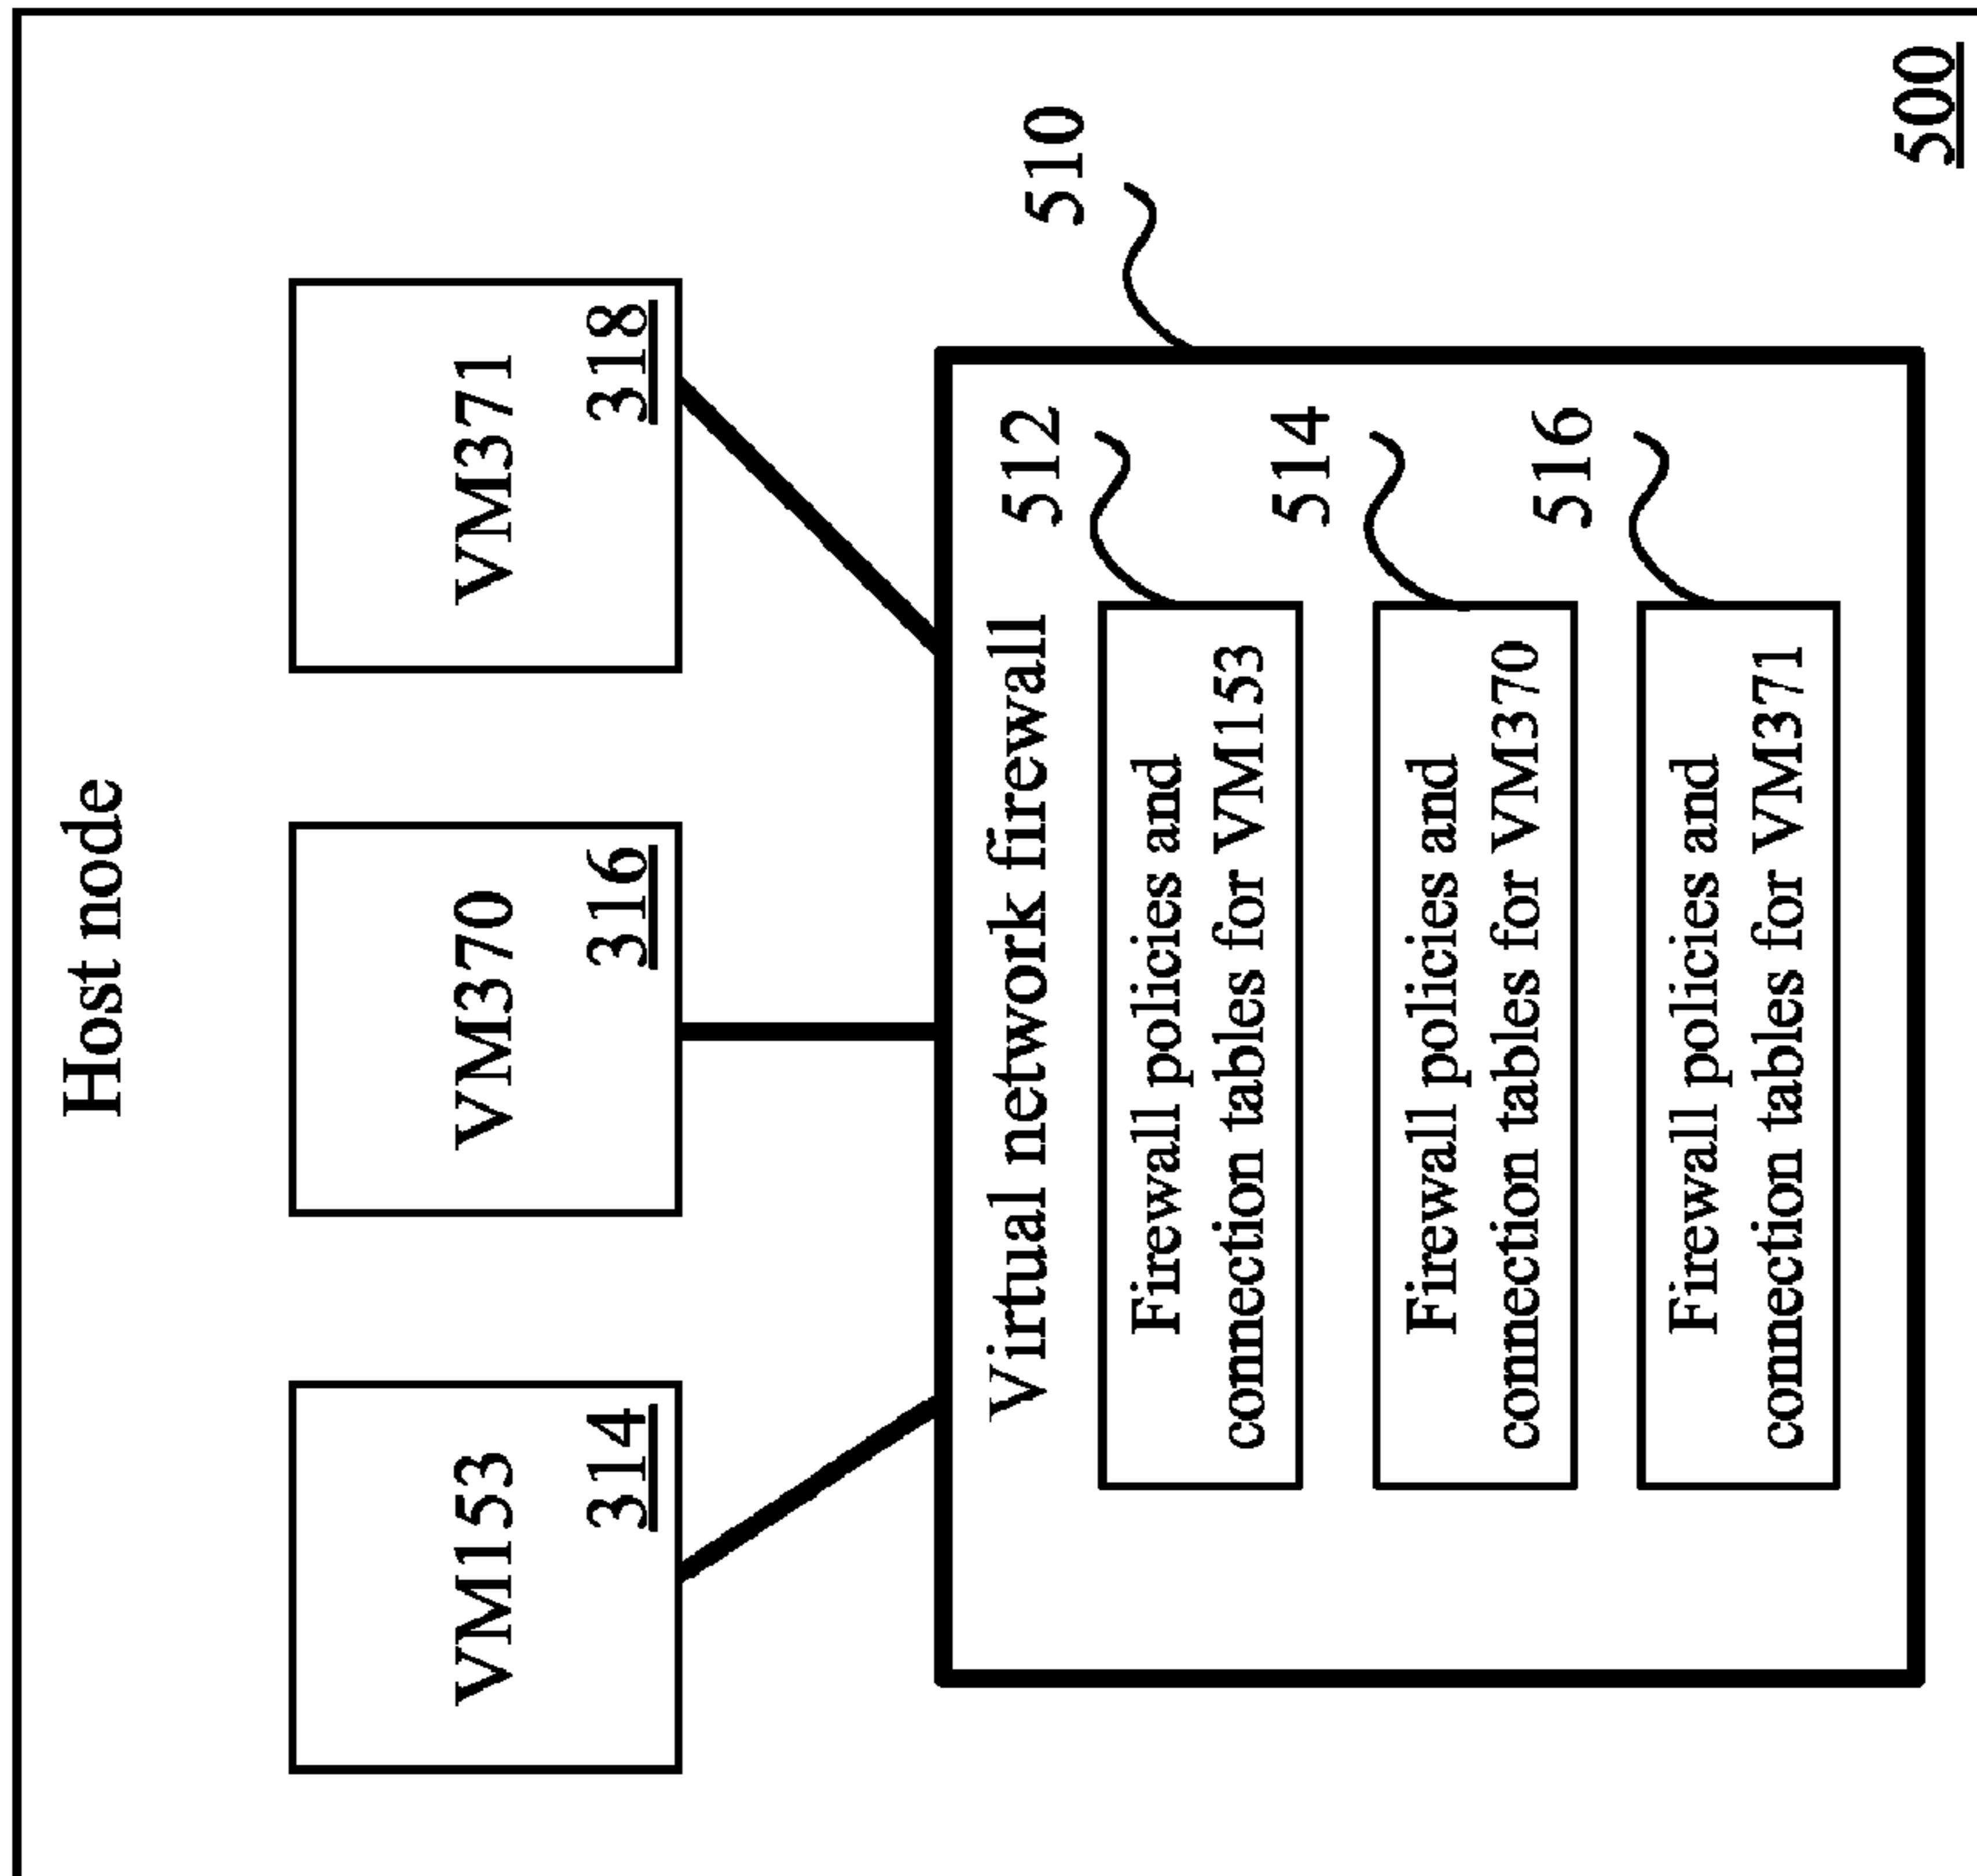 Host node
VM153
314
VM370
316
VM371
318
510
Virtual network firewall
512
Firewall policies and
connection tables for VM153
514
Firewall policies and
connection tables for VM370
516
Firewall policies and
connection tables for VM371
500